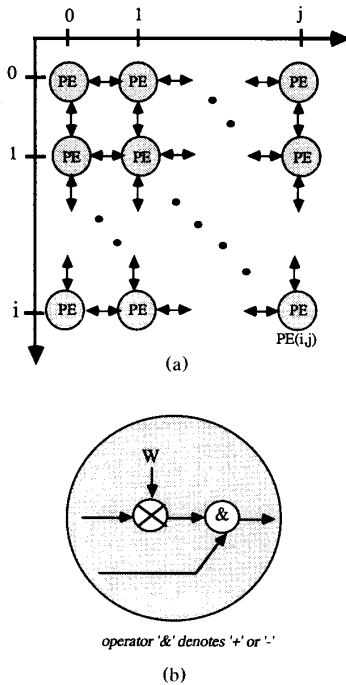 0 1 j
0 PE PE PE
1 PE PE PE
i PE PE PE
PE(i,j)
(a)
W
&
operator '&' denotes '+' or '-'
(b)